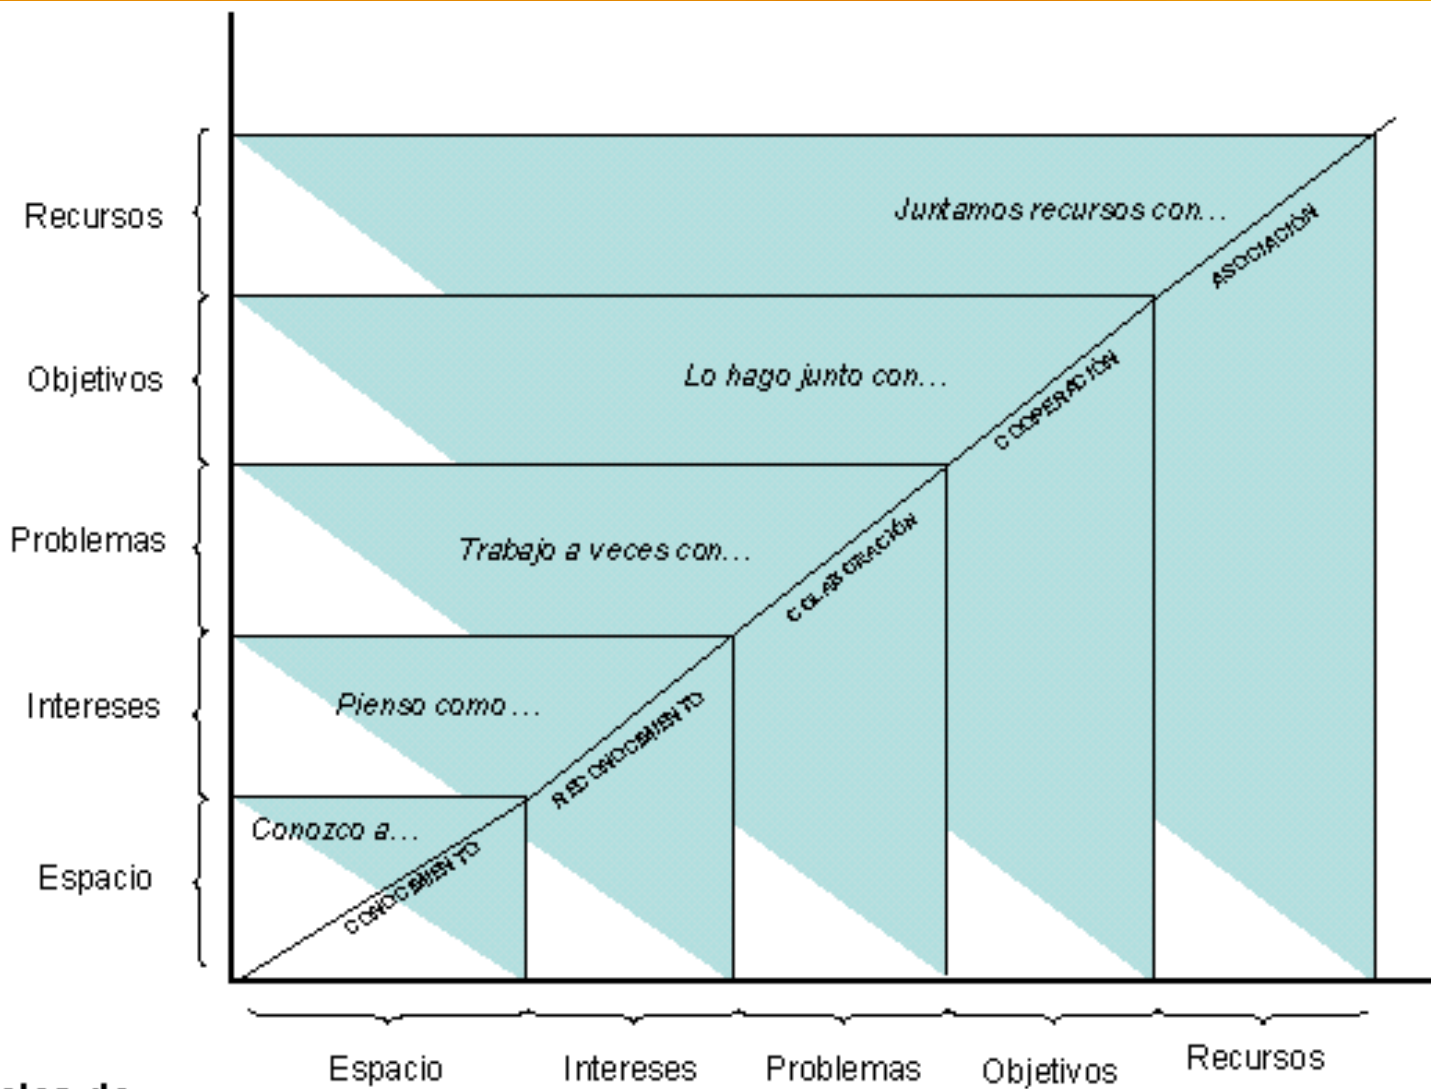 Recursos
Juntamos recursos con...
ASOCIACIÓN
Objetivos
Lo hago junto con...
COOPERACIÓN
Problemas
Trabajo a veces con...
COLABORACIÓN
Intereses
Pienso como ...
RECONOCIMIENTO
Espacio
Conozco a...
CONOCIMIENTO
Espacio
Intereses
Problemas
Objetivos
Recursos